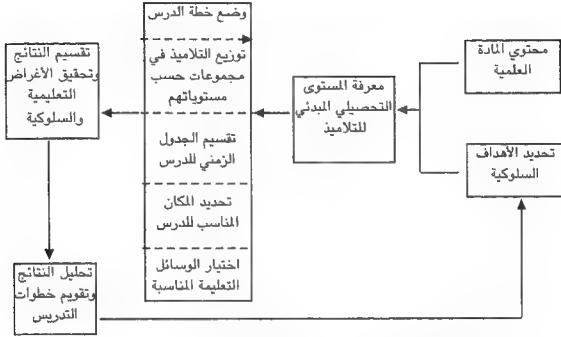 محتوي المادة
العلمية
تحديد الأهداف
السلوكية
معرفة المستوى
التحصيلي المبدئي
للتلاميذ
وضع خطة الدرس
توزيع التلاميذ في
مجموعات حسب
مستوياتهم
تقسيم الجدول
الزمني للدرس
تحديد المكان
المناسب للدرس
اختيار الوسائل
التعليمة المناسبة
تقسيم النتائج
وتحقيق الأغراض
التعليمية
والسلوكية
تحليل النتائج
وتقويم خطوات
التدريس